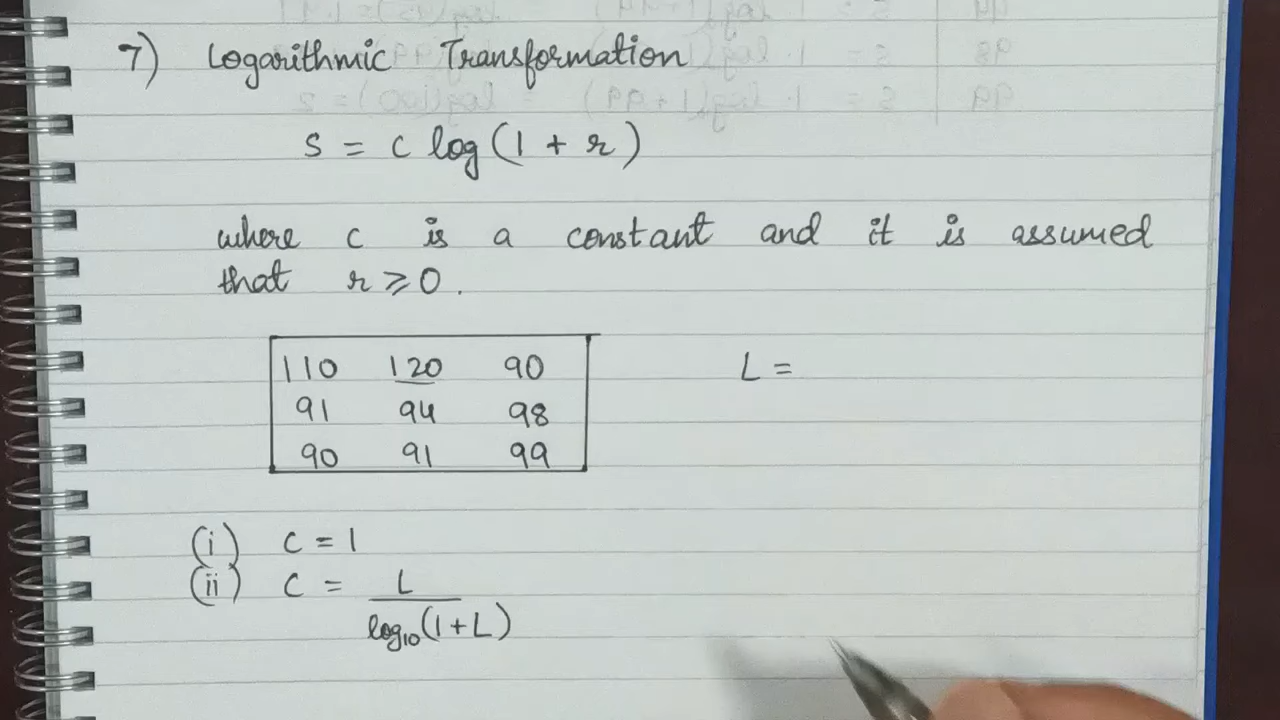 7) Logarithmic Transformation
s = c log (1 + r)
where c is a constant and it is assumed
that r ≥ 0.
110 120 90
L =
91 94 98
90 91 99
(i) c = 1
(ii) c = L / log10(1+L)